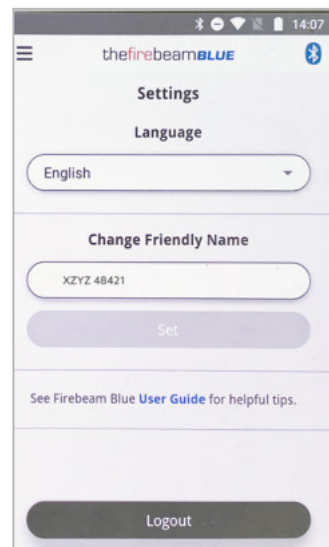 14:07
thefirebeamBLUE
Settings
Language
English
Change Friendly Name
XZYZ 48421
Set
See Firebeam Blue User Guide for helpful tips.
Logout